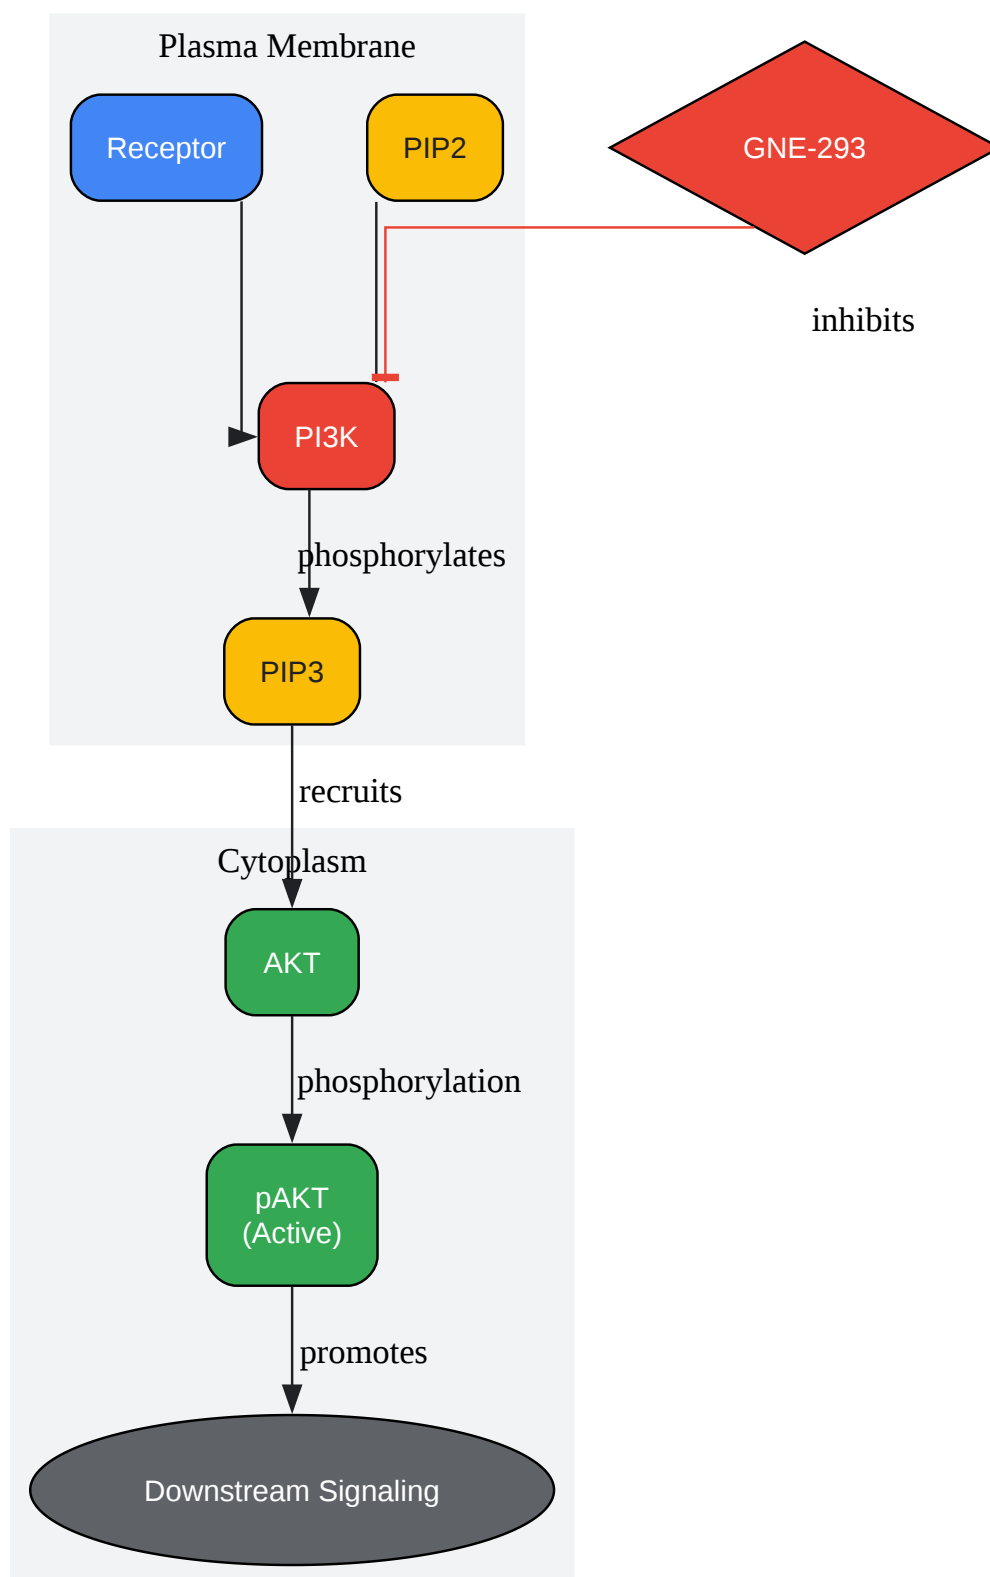 Plasma Membrane
Receptor
PIP2
GNE-293
inhibits
PI3K
phosphorylates
PIP3
recruits
Cytoplasm
AKT
phosphorylation
pAKT
(Active)
promotes
Downstream Signaling